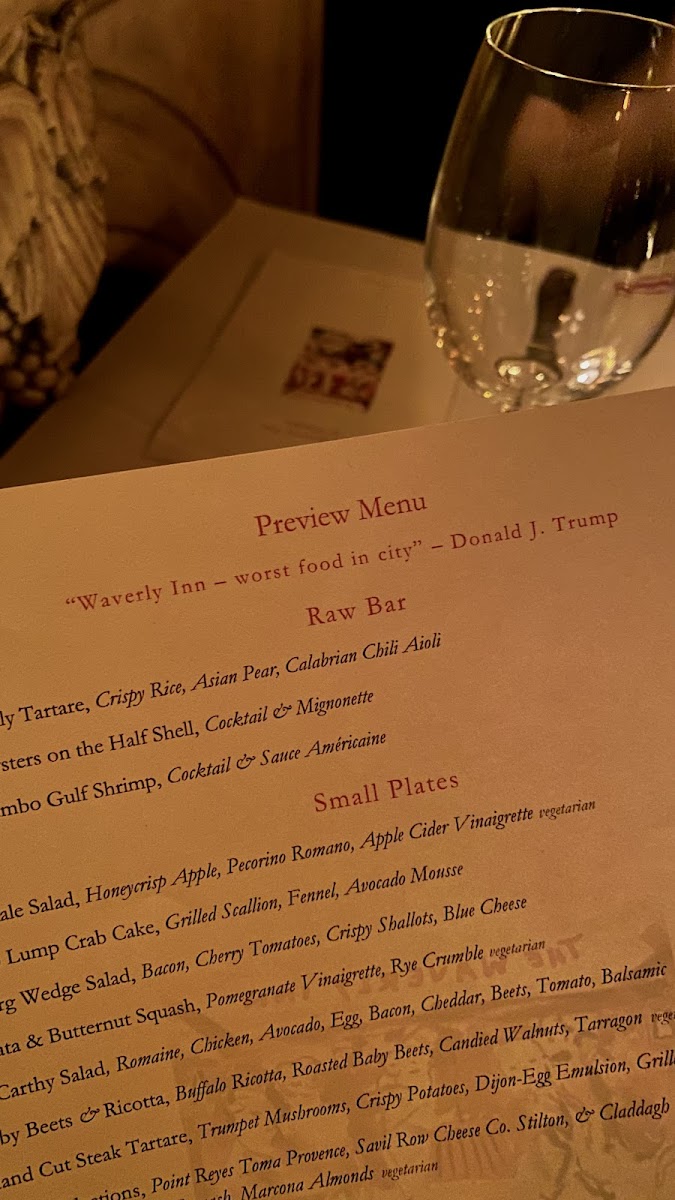 Preview Menu
“Waverly Inn – worst food in city” – Donald J. Trump
Raw Bar
ly Tartare, Crispy Rice, Asian Pear, Calabrian Chili Aioli
sters on the Half Shell, Cocktail & Mignonette
mbo Gulf Shrimp, Cocktail & Sauce Américaine
Small Plates
ale Salad, Honeycrisp Apple, Pecorino Romano, Apple Cider Vinaigrette vegetarian
Lump Crab Cake, Grilled Scallion, Fennel, Avocado Mousse
rg Wedge Salad, Bacon, Cherry Tomatoes, Crispy Shallots, Blue Cheese
ata & Butternut Squash, Pomegranate Vinaigrette, Rye Crumble vegetarian
Carthy Salad, Romaine, Chicken, Avocado, Egg, Bacon, Cheddar, Beets, Tomato, Balsamic
by Beets & Ricotta, Buffalo Ricotta, Roasted Baby Beets, Candied Walnuts, Tarragon vege
and Cut Steak Tartare, Trumpet Mushrooms, Crispy Potatoes, Dijon-Egg Emulsion, Grill
ctions, Point Reyes Toma Provence, Savil Row Cheese Co. Stilton, & Claddagh
Marcona Almonds vegetarian
THE WAVERLY